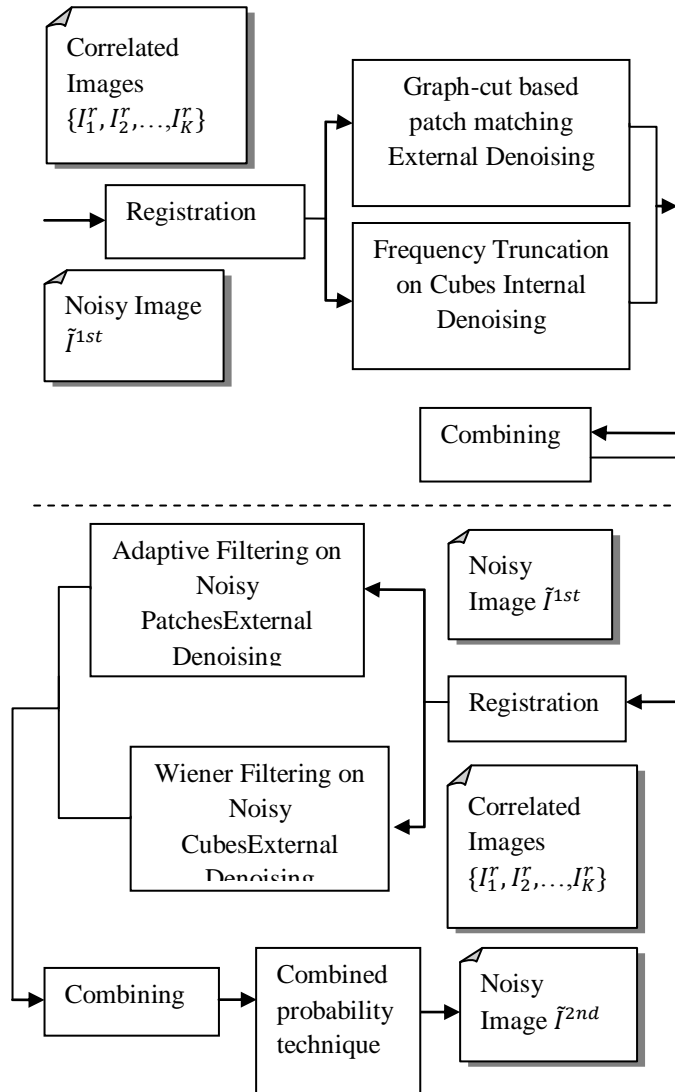 Correlated
Images
{I_1^r, I_2^r,…,I_K^r}
Graph-cut based
patch matching
External Denoising
Registration
Frequency Truncation
on Cubes Internal
Denoising
Noisy Image
Ĩ^{1st}
Combining
Adaptive Filtering on
Noisy
PatchesExternal
Denoising
Noisy
Image Ĩ^{1st}
Registration
Wiener Filtering on
Noisy
CubesExternal
Denoising
Correlated
Images
{I_1^r, I_2^r,…,I_K^r}
Combining
Combined
probability
technique
Noisy
Image Ĩ^{2nd}